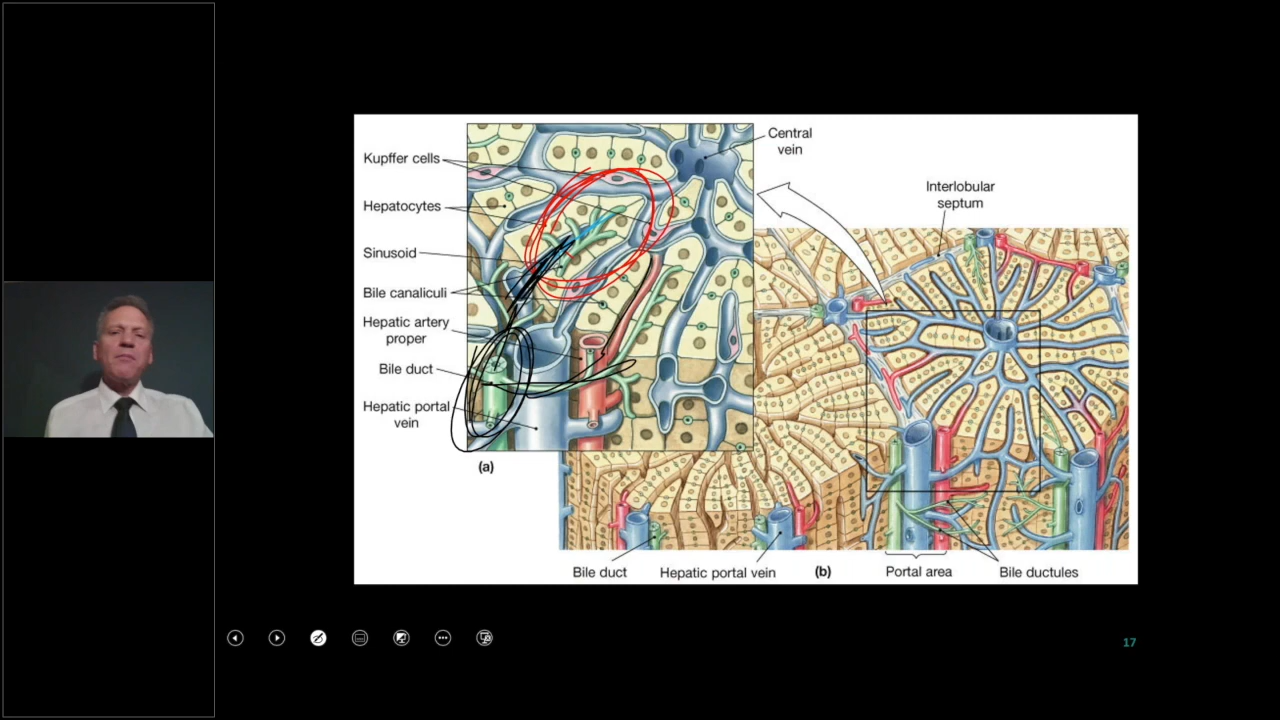 Kupffer cells
Hepatocytes
Sinusoid
Bile canaliculi
Hepatic artery
proper
Bile duct
Hepatic portal
vein
(a)
Central
vein
Interlobular
septum
Bile duct
Hepatic portal vein
(b)
Portal area
Bile ductules
17